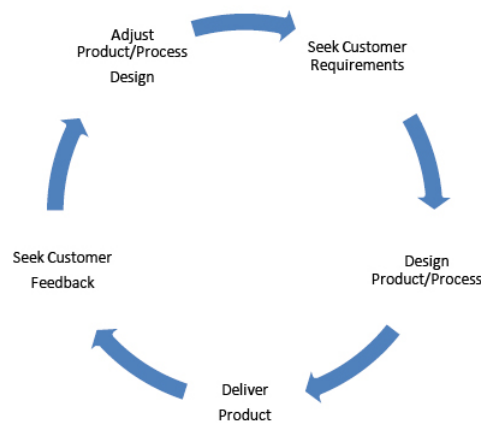 Adjust
Product/Process
Design
Seek Customer
Requirements
Design
Product/Process
Deliver
Product
Seek Customer
Feedback